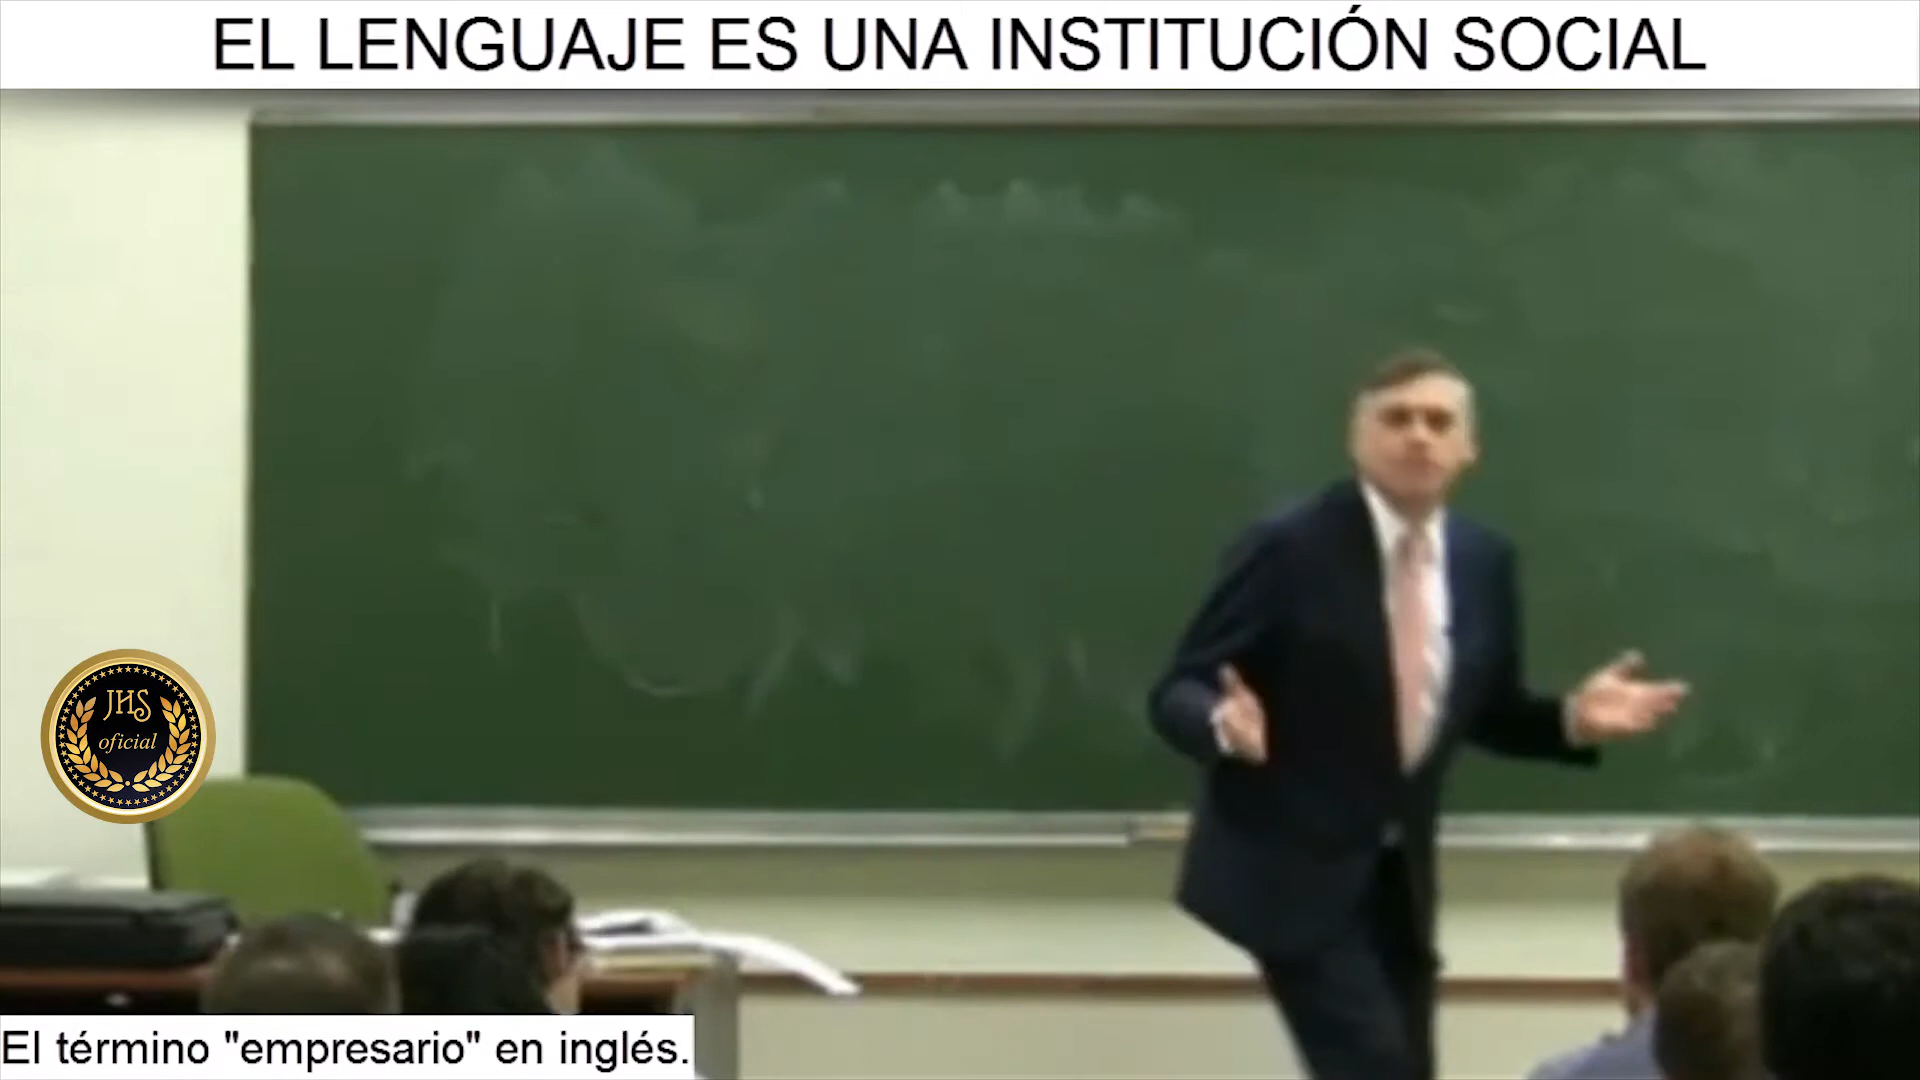 EL LENGUAJE ES UNA INSTITUCIÓN SOCIAL
JHS
oficial
El término "empresario" en inglés.